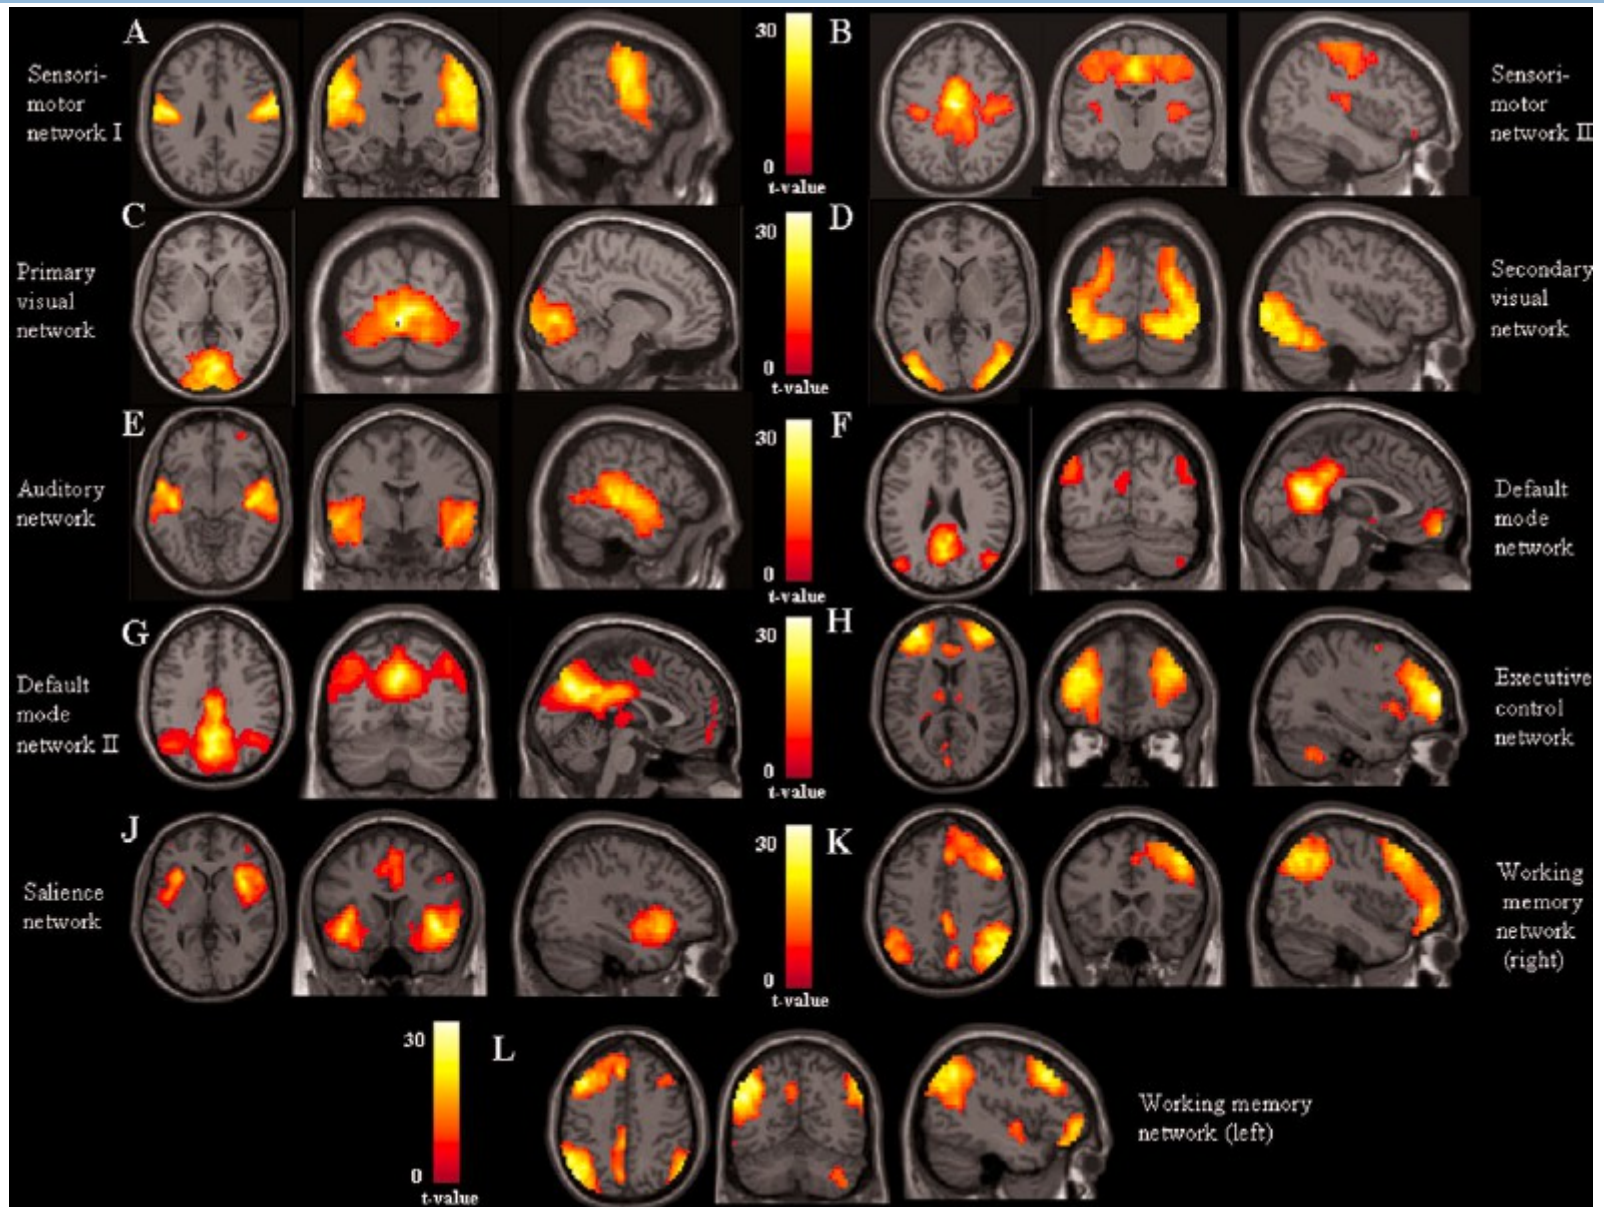 A
Sensori-
motor
network I
30
0
t-value
B
Sensori-
motor
network II
C
Primary
visual
network
30
0
t-value
D
Secondary
visual
network
E
Auditory
network
30
0
t-value
F
Default
mode
network
G
Default
mode
network II
30
0
t-value
H
Executive
control
network
J
Salience
network
30
0
t-value
K
Working
memory
network
(right)
30
0
t-value
L
Working memory
network (left)